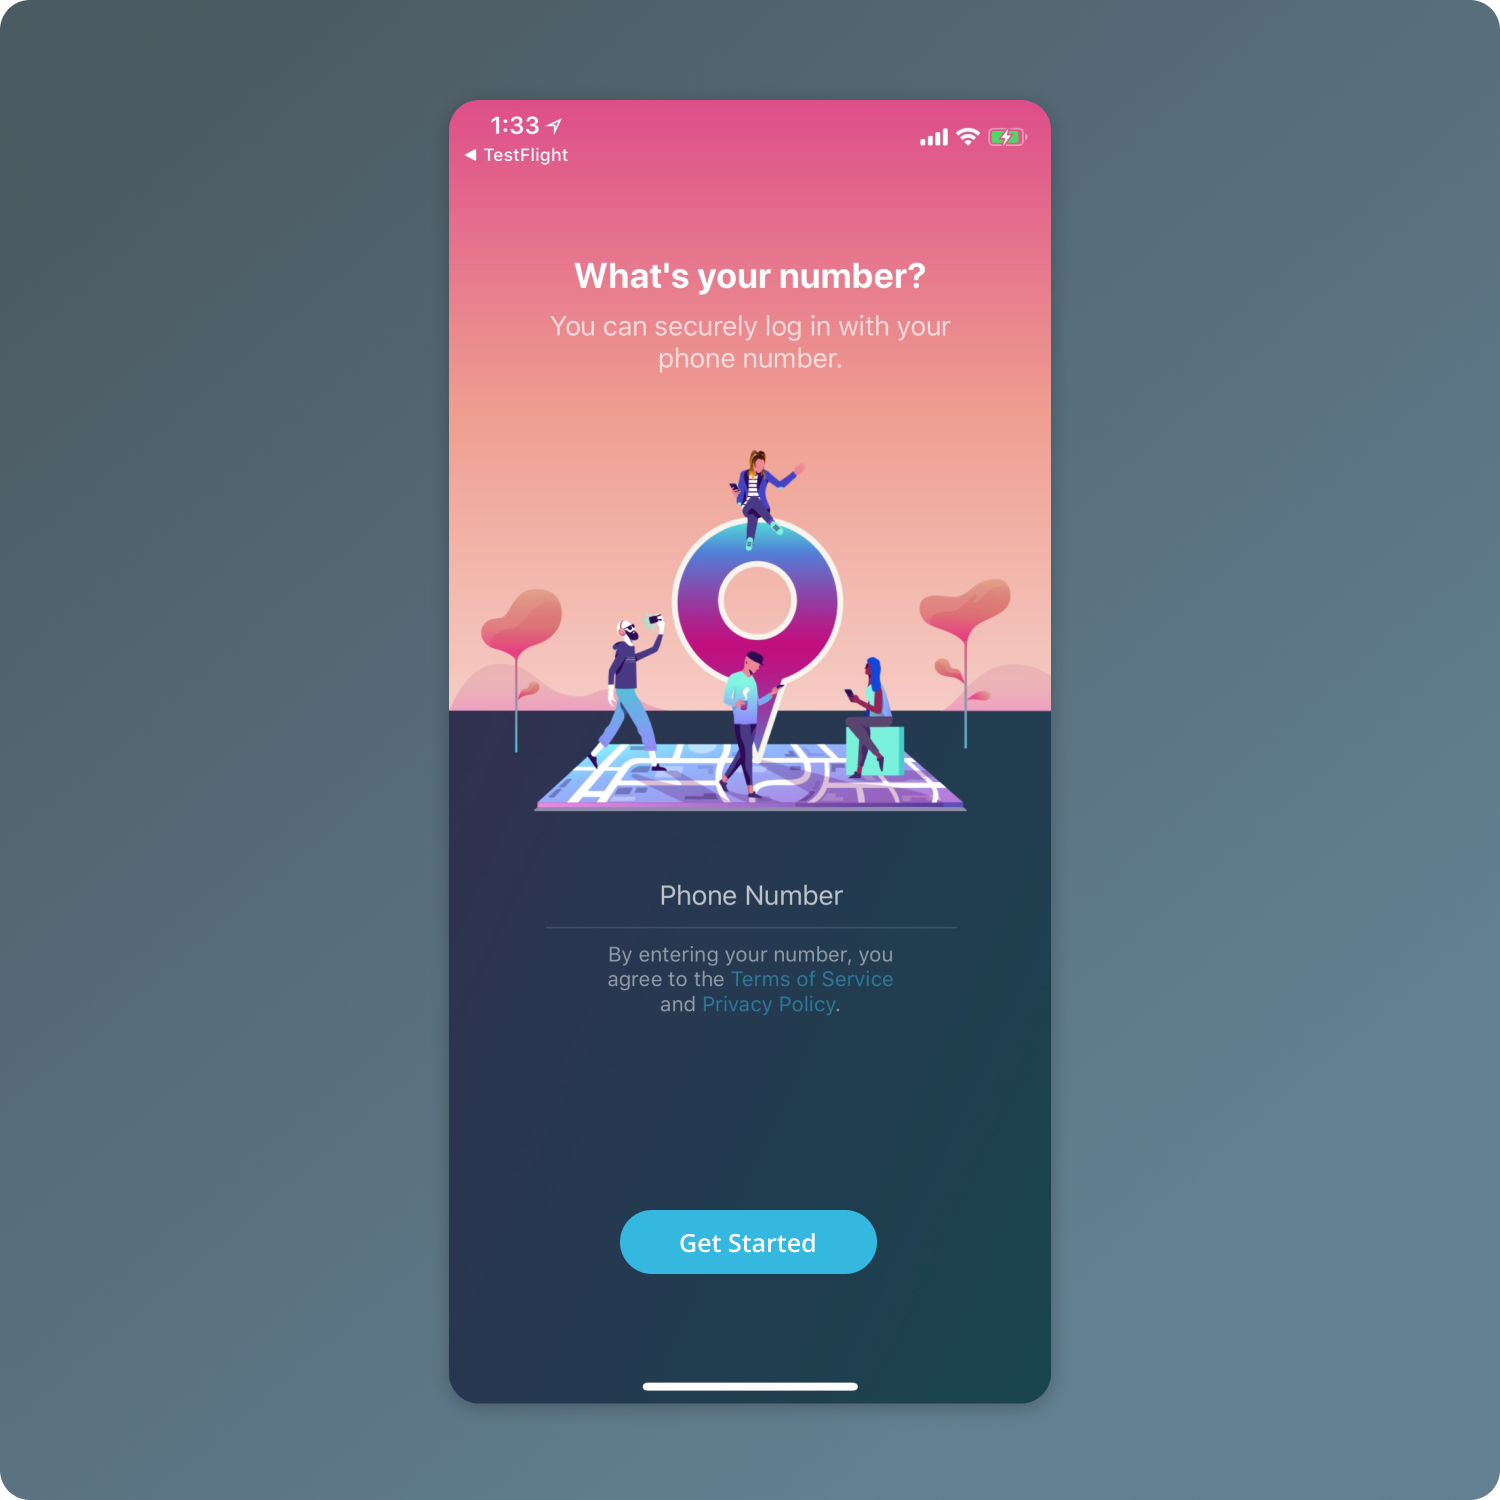 1:33
TestFlight
What's your number?
You can securely log in with your
phone number.
Phone Number
By entering your number, you
agree to the Terms of Service
and Privacy Policy.
Get Started